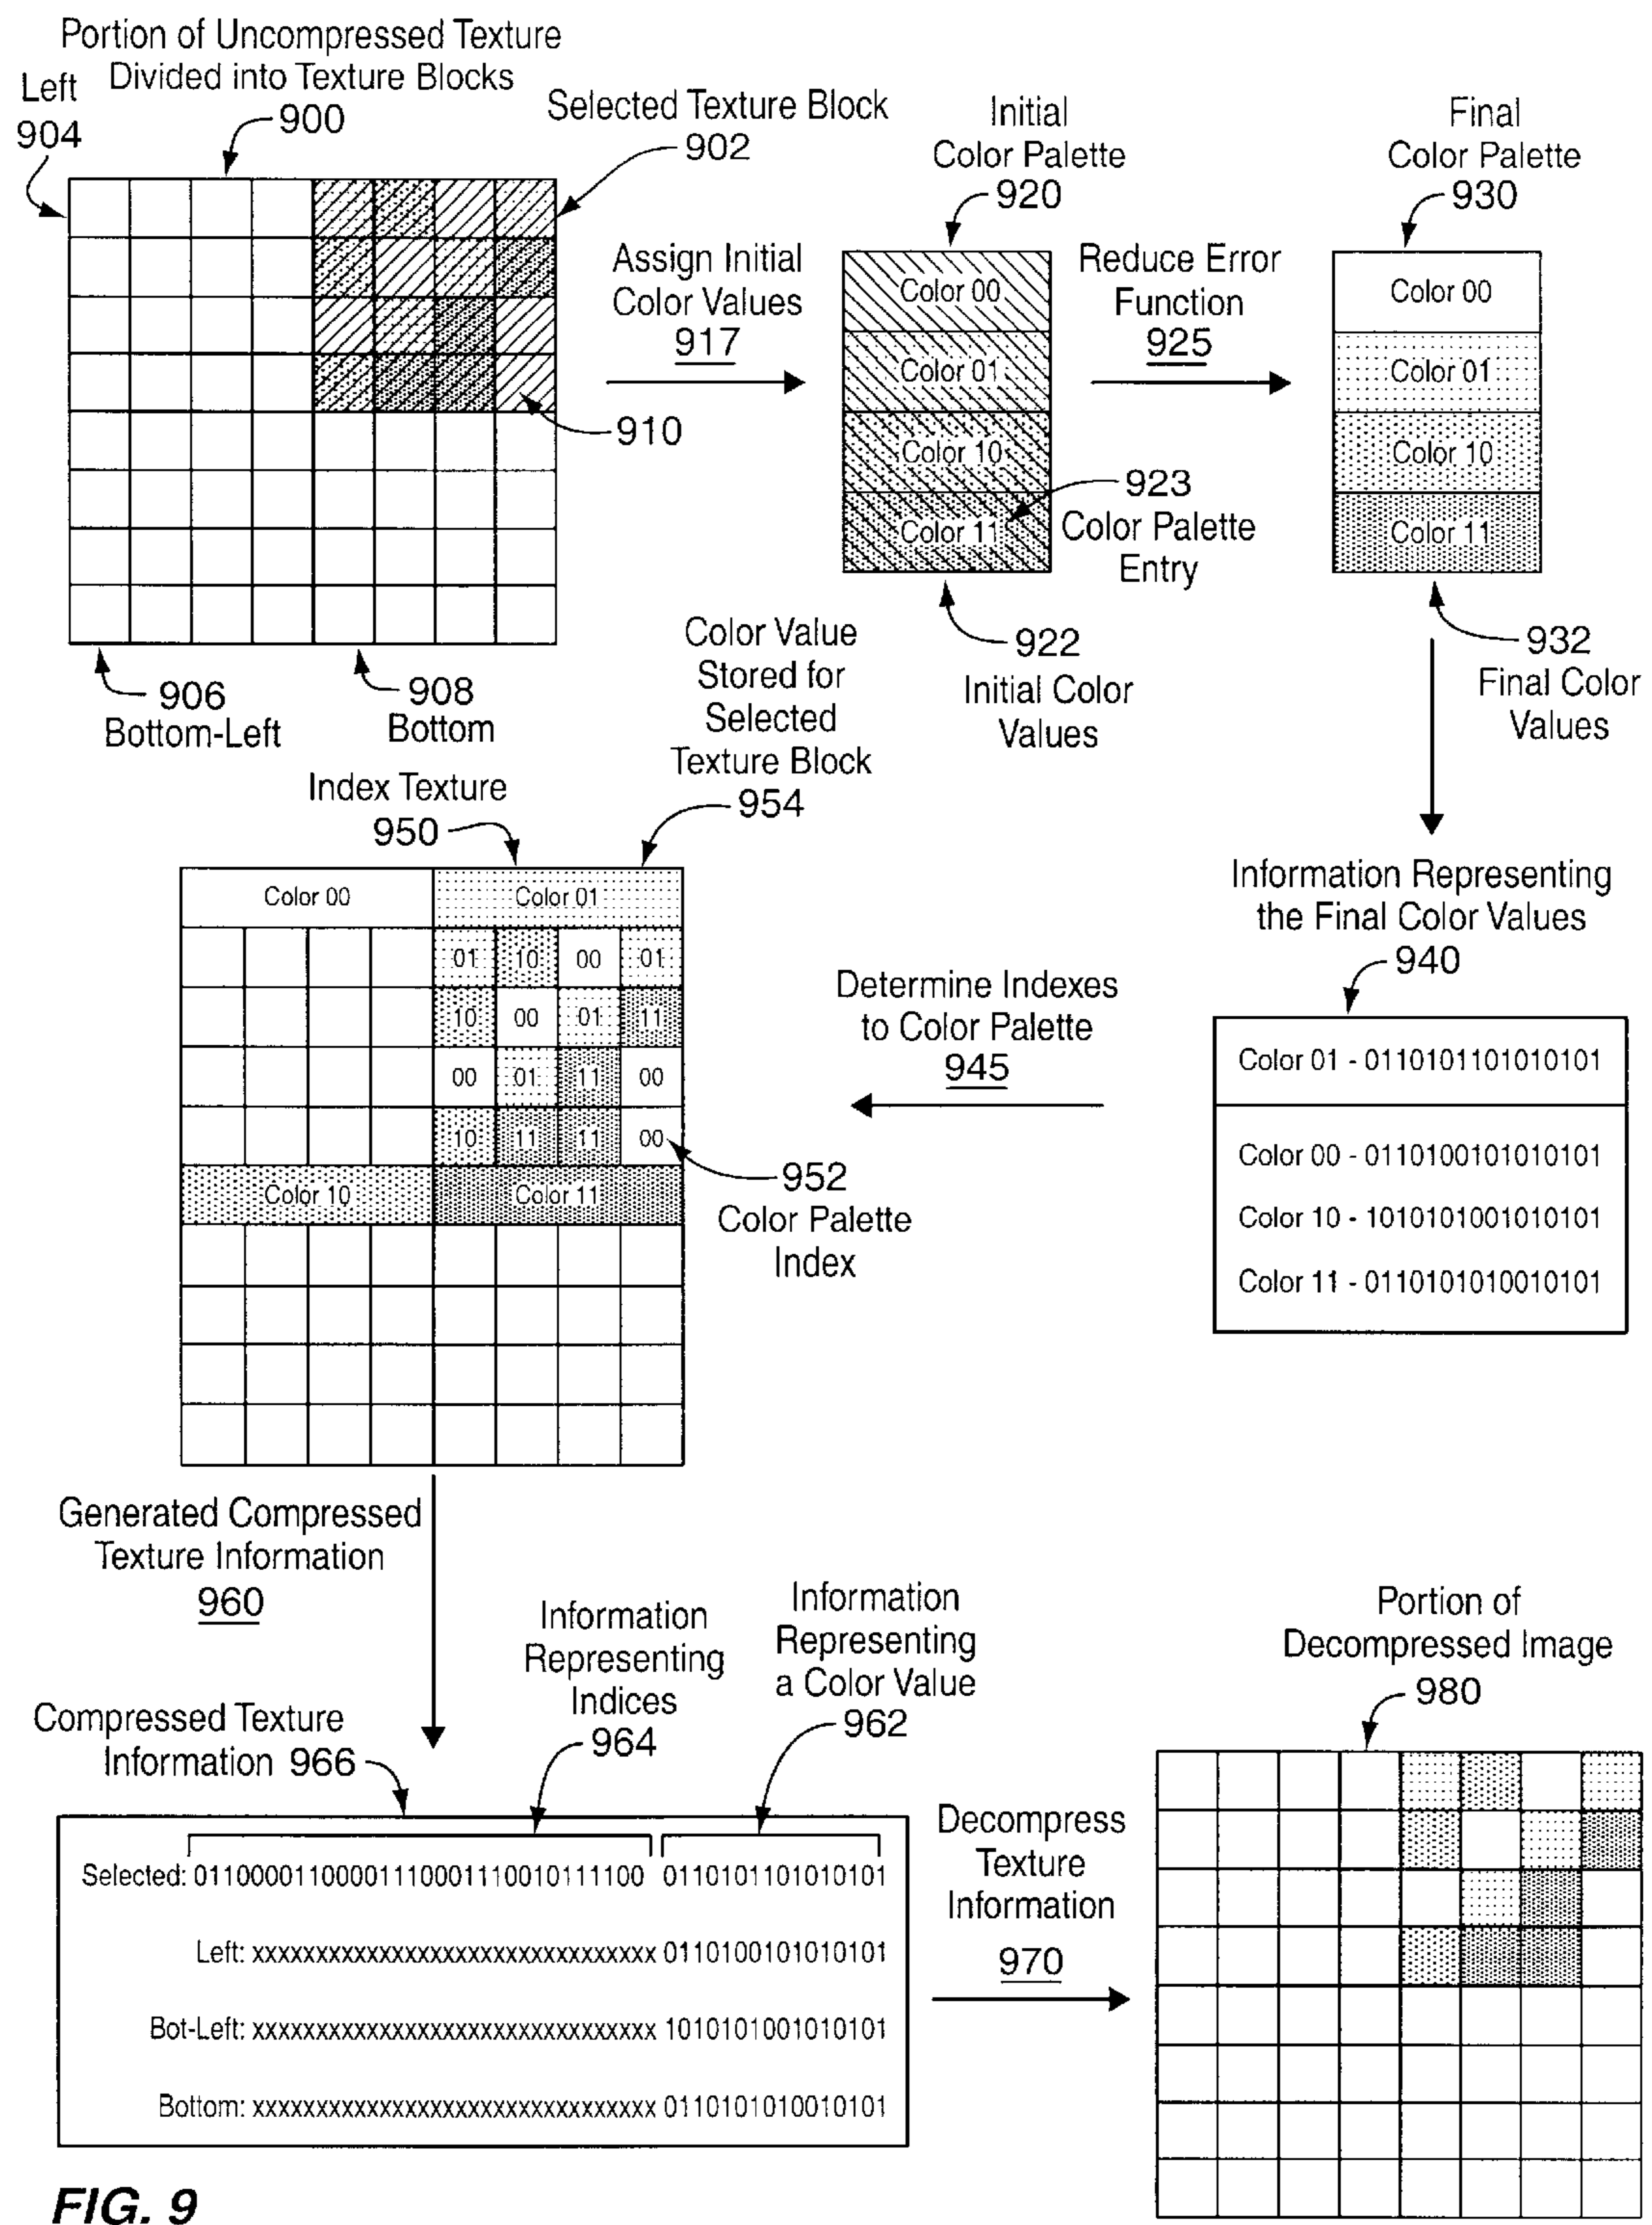 Portion of Uncompressed Texture
Divided into Texture Blocks
900
Left
904
Selected Texture Block
902
Initial
Color Palette
920
Final
Color Palette
930
Assign Initial
Color Values
917
Color 00
Color 01
Color 10
Color 11
Reduce Error
Function
925
Color 00
Color 01
Color 10
Color 11
910
923
Color Palette
Entry
906
Bottom-Left
908
Bottom
922
Initial Color
Values
932
Final Color
Values
Color Value
Stored for
Selected
Texture Block
954
Index Texture
950
Color 00
Color 01
01 10 00 01
10 00 01 11
00 01 11 00
10 11 11 00
Color 10
Color 11
952
Color Palette
Index
Determine Indexes
to Color Palette
945
Information Representing
the Final Color Values
940
Color 01 - 0110101101010101
Color 00 - 0110100101010101
Color 10 - 1010101001010101
Color 11 - 0110101010010101
Generated Compressed
Texture Information
960
Information
Representing
Indices
964
Information
Representing
a Color Value
962
Compressed Texture
Information 966
Selected: 01100001100001110001110010111100 0110101101010101
Left: xxxxxxxxxxxxxxxxxxxxxxxxxxxxxxxx 0110100101010101
Bot-Left: xxxxxxxxxxxxxxxxxxxxxxxxxxxxxxxx 1010101001010101
Bottom: xxxxxxxxxxxxxxxxxxxxxxxxxxxxxxxx 0110101010010101
Decompress
Texture
Information
970
Portion of
Decompressed Image
980
FIG. 9